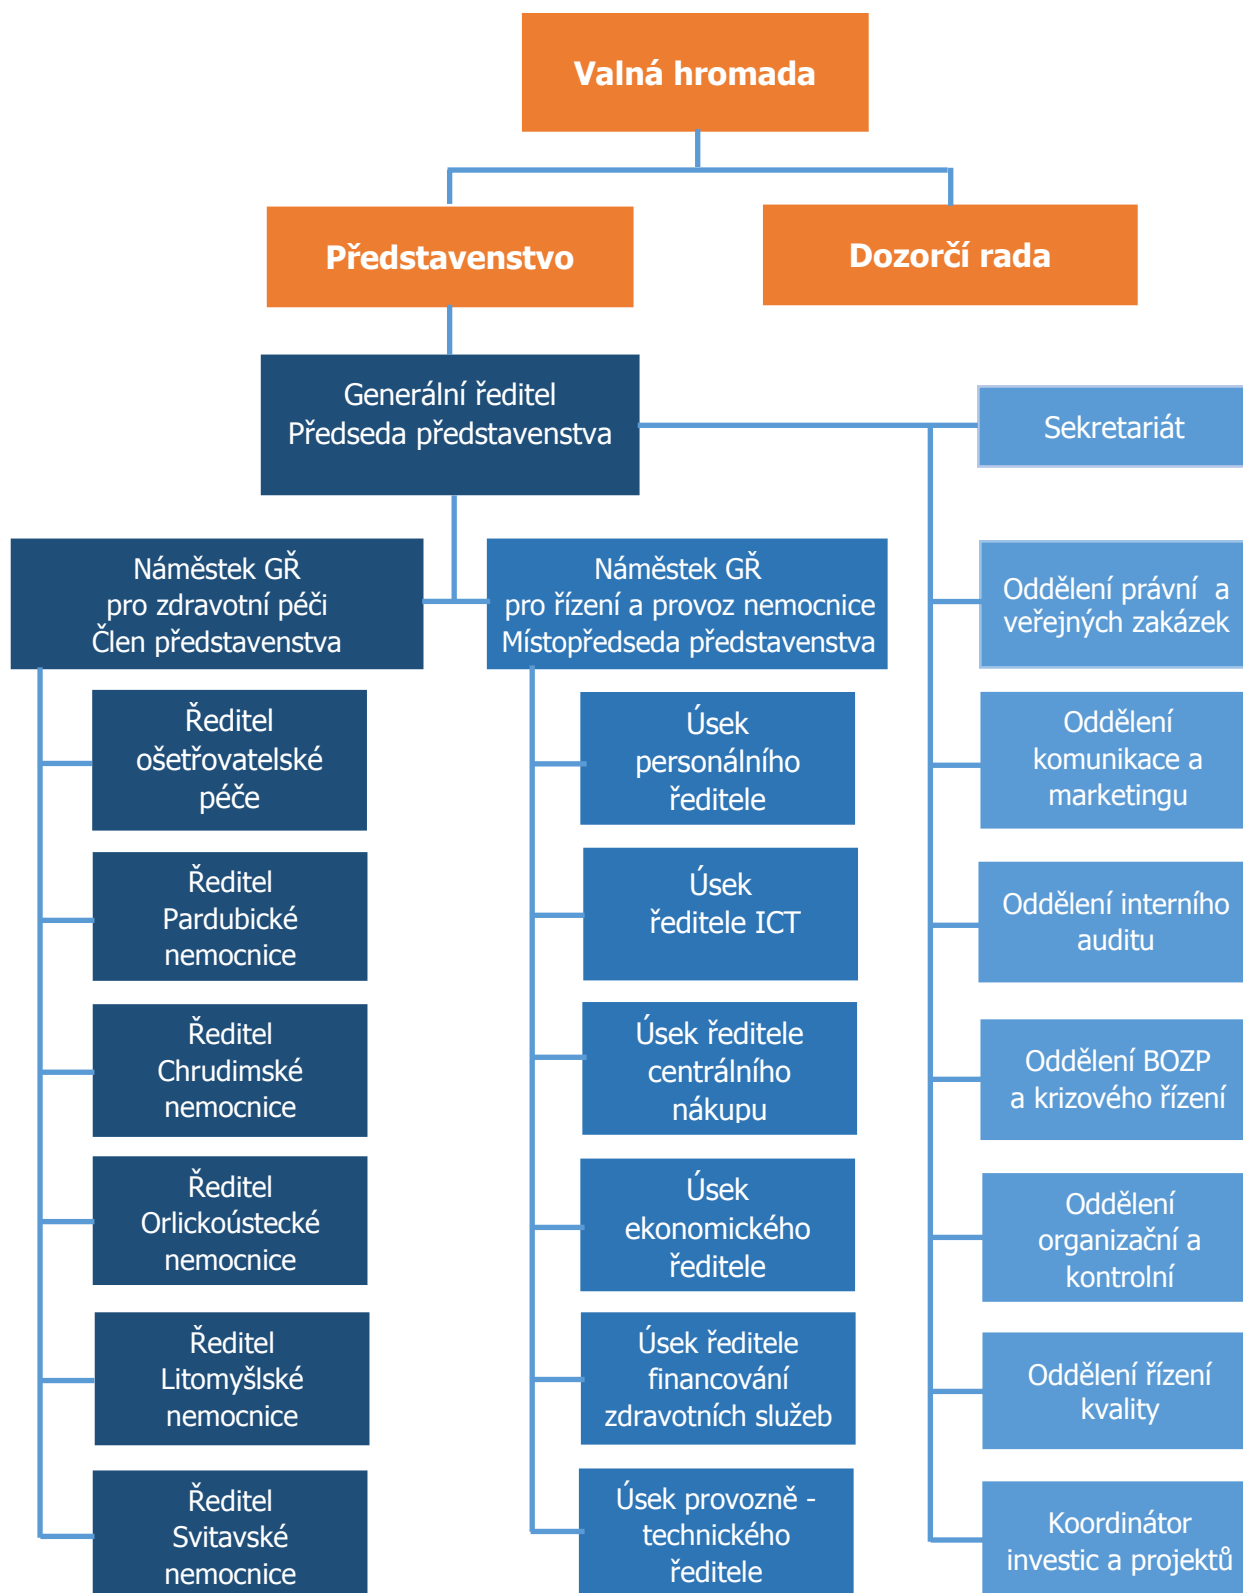 Valná hromada
Představenstvo
Dozorčí rada
Generální ředitel
Předseda představenstva
Sekretariát
Náměstek GŘ
pro zdravotní péči
Člen představenstva
Náměstek GŘ
pro řízení a provoz nemocnice
Místopředseda představenstva
Oddělení právní a
veřejných zakázek
Ředitel
ošetřovatelské
péče
Úsek
personálního
ředitele
Oddělení
komunikace a
marketingu
Ředitel
Pardubické
nemocnice
Úsek
ředitele ICT
Oddělení interního
auditu
Ředitel
Chrudimské
nemocnice
Úsek ředitele
centrálního
nákupu
Oddělení BOZP
a krizového řízení
Ředitel
Orlickoústecké
nemocnice
Úsek
ekonomického
ředitele
Oddělení
organizační a
kontrolní
Ředitel
Litomyšlské
nemocnice
Úsek ředitele
financování
zdravotních služeb
Oddělení řízení
kvality
Ředitel
Svitavské
nemocnice
Úsek provozně -
technického
ředitele
Koordinátor
investic a projektů